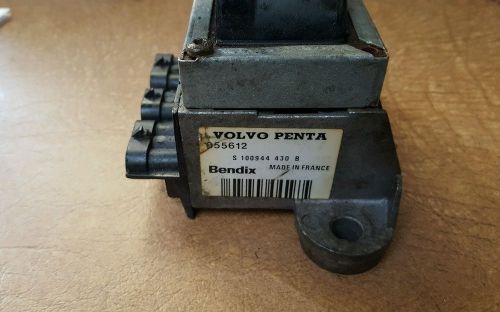 VOLVO PENTA
855612
S 100944 430 B
Bendix MADE IN FRANCE